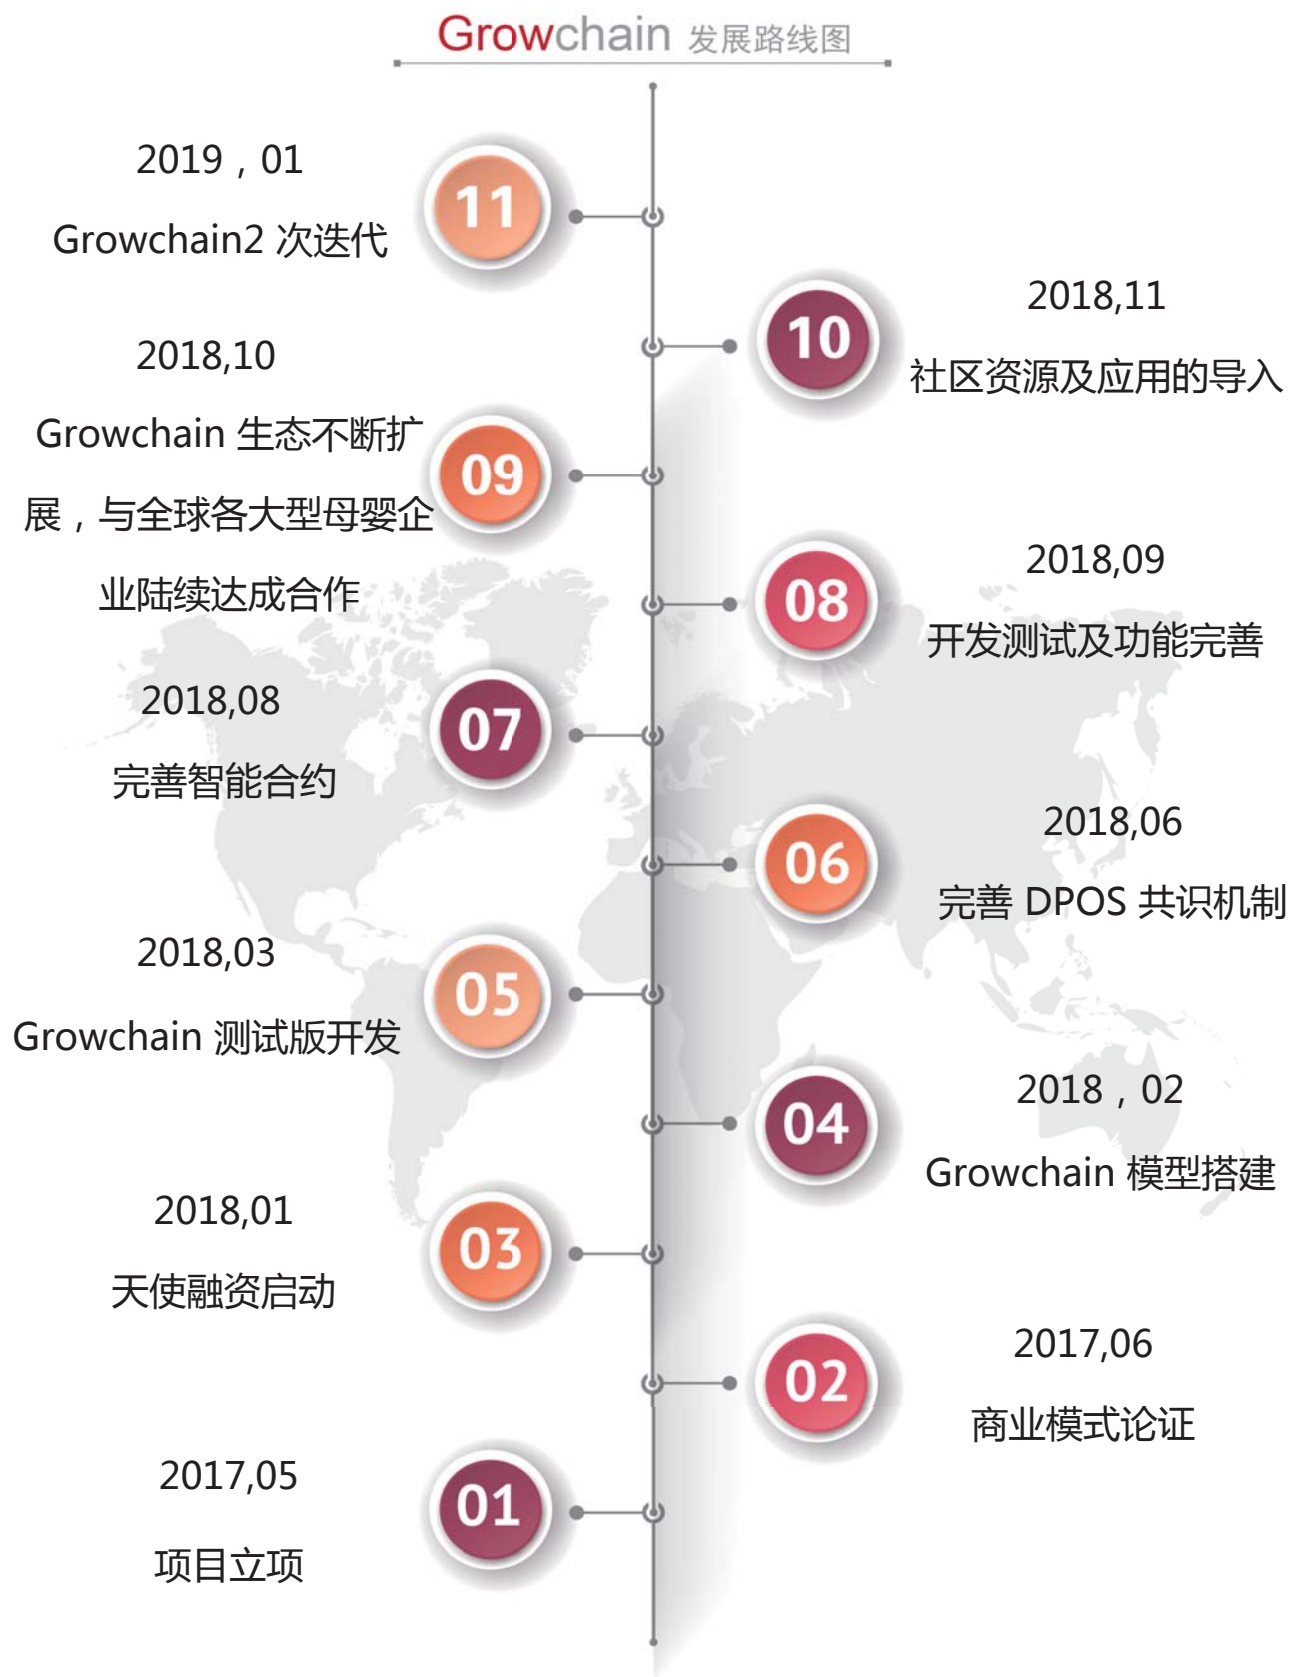 Growchain 发展路线图
2019，01
11
Growchain2 次迭代
2018,11
10
社区资源及应用的导入
2018,10
Growchain 生态不断扩
09
展，与全球各大型母婴企
业陆续达成合作
2018,09
08
开发测试及功能完善
2018,08
07
完善智能合约
2018,06
06
完善 DPOS 共识机制
2018,03
05
Growchain 测试版开发
2018，02
04
Growchain 模型搭建
2018,01
03
天使融资启动
2017,06
02
商业模式论证
2017,05
01
项目立项